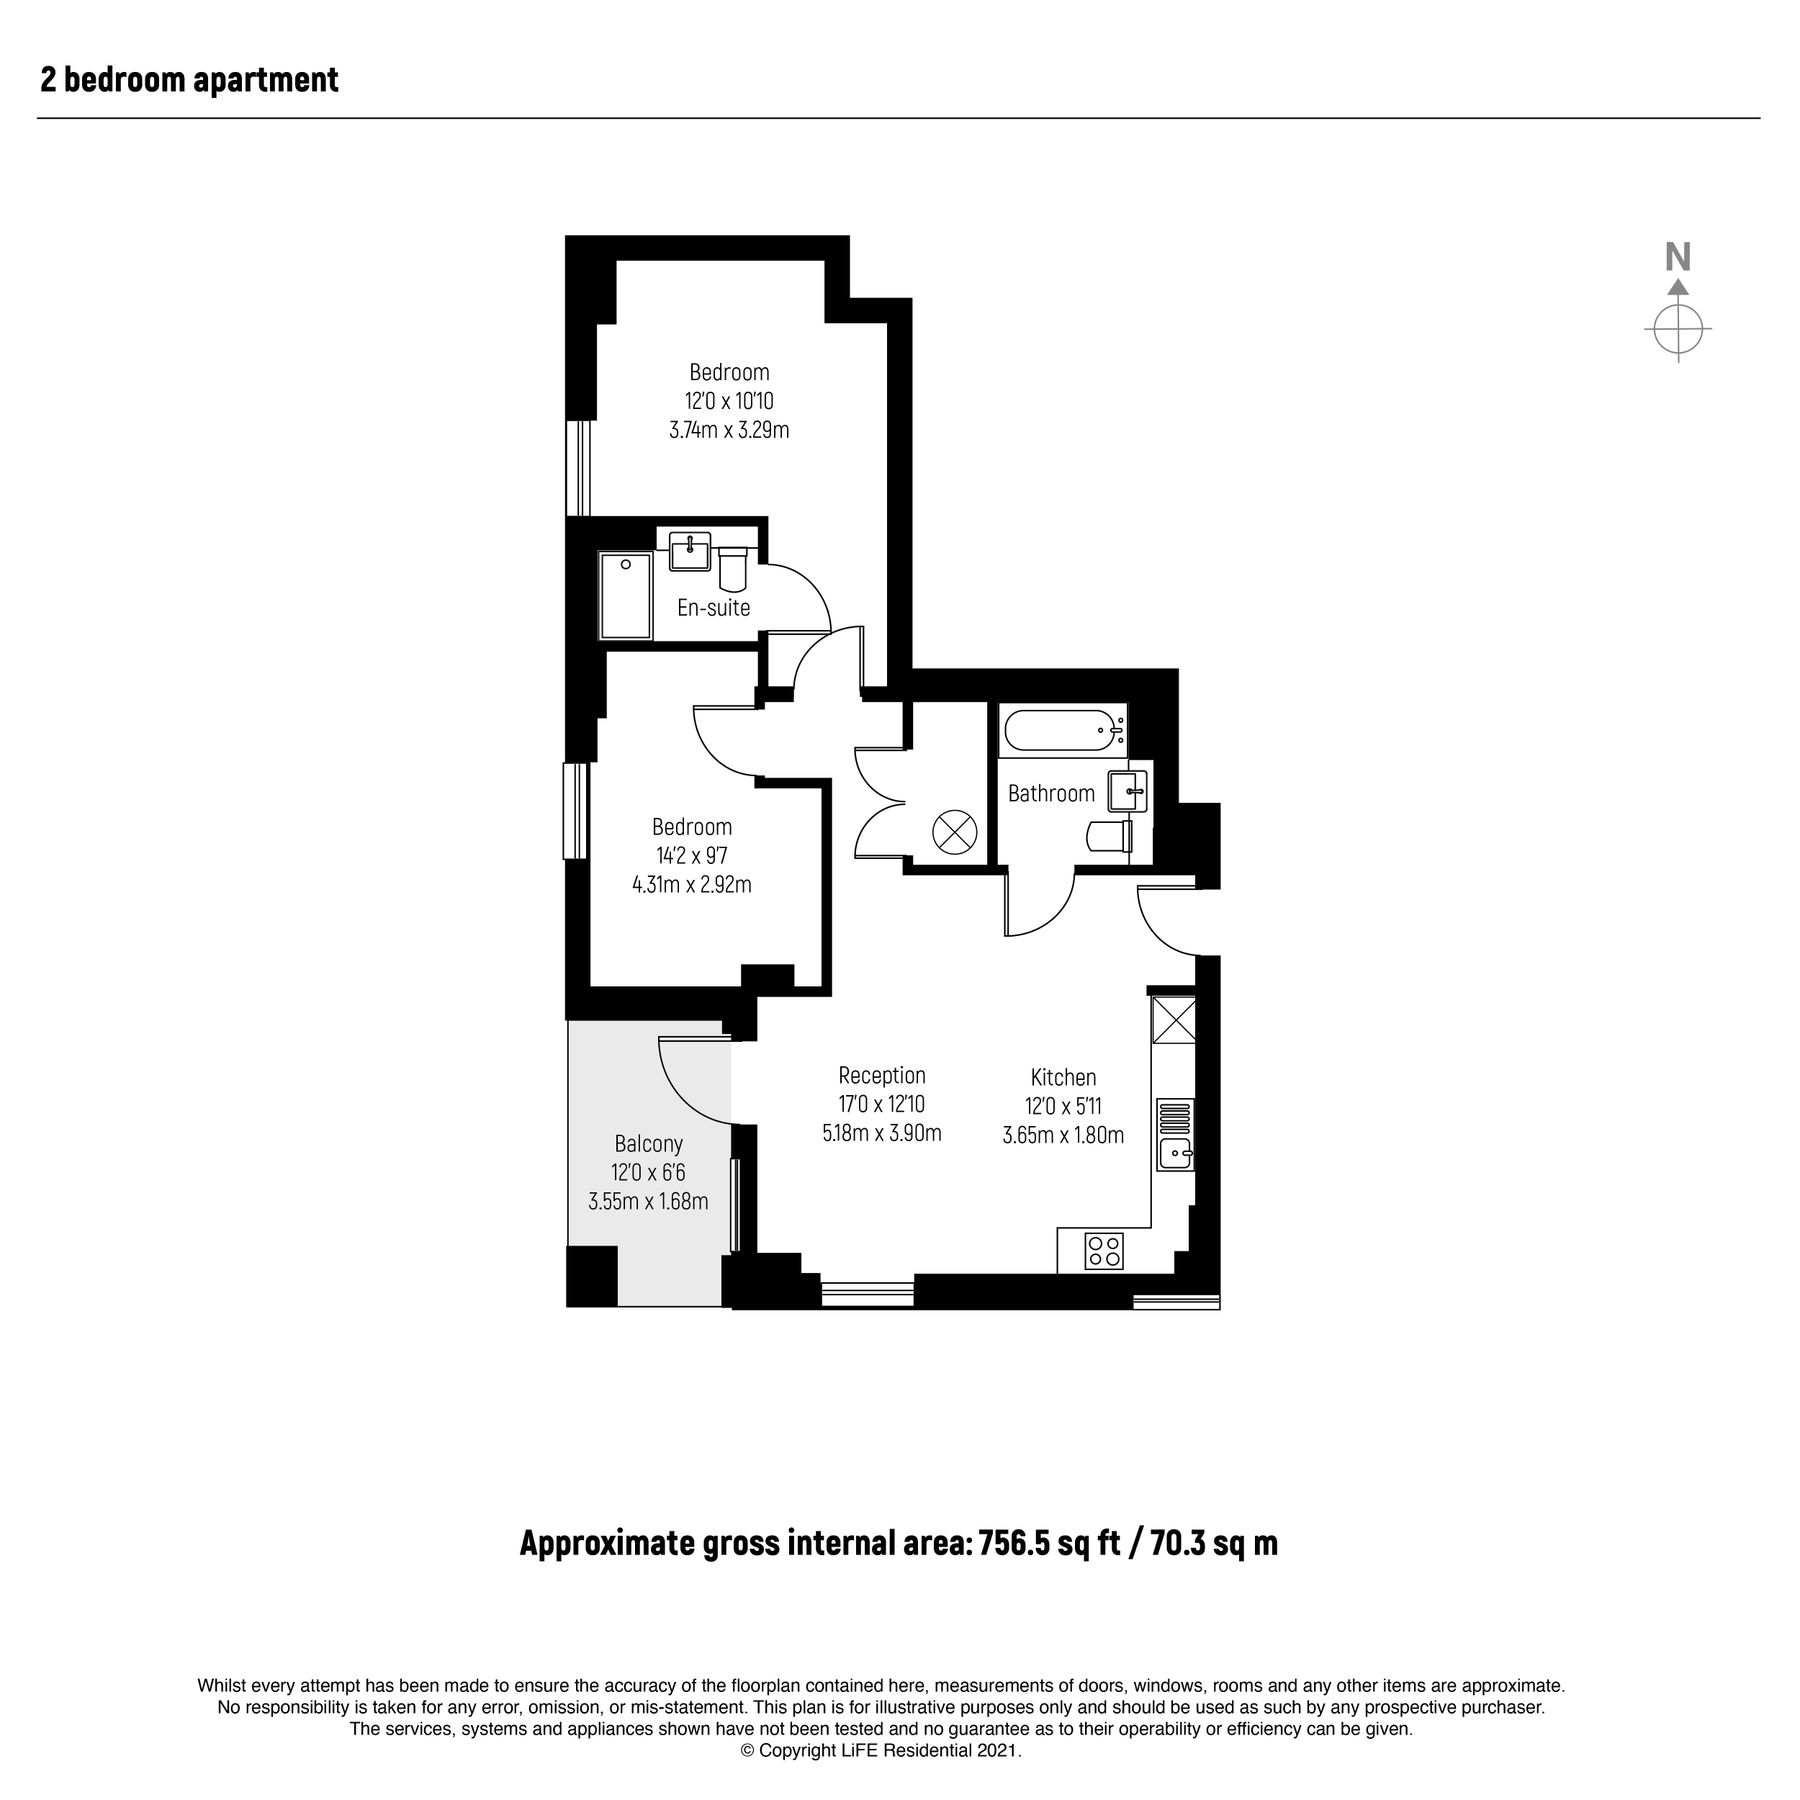 2 bedroom apartment
N
Bedroom
12'0 x 10'10
3.74m x 3.29m
En-suite
Bathroom
Bedroom
14'2 x 9'7
4.31m x 2.92m
Reception
17'0 x 12'10
5.18m x 3.90m
Kitchen
12'0 x 5'11
3.65m x 1.80m
Balcony
12'0 x 6'6
3.55m x 1.68m
Approximate gross internal area: 756.5 sq ft / 70.3 sq m
Whilst every attempt has been made to ensure the accuracy of the floorplan contained here, measurements of doors, windows, rooms and any other items are approximate.
No responsibility is taken for any error, omission, or mis-statement. This plan is for illustrative purposes only and should be used as such by any prospective purchaser.
The services, systems and appliances shown have not been tested and no guarantee as to their operability or efficiency can be given.
© Copyright LiFE Residential 2021.